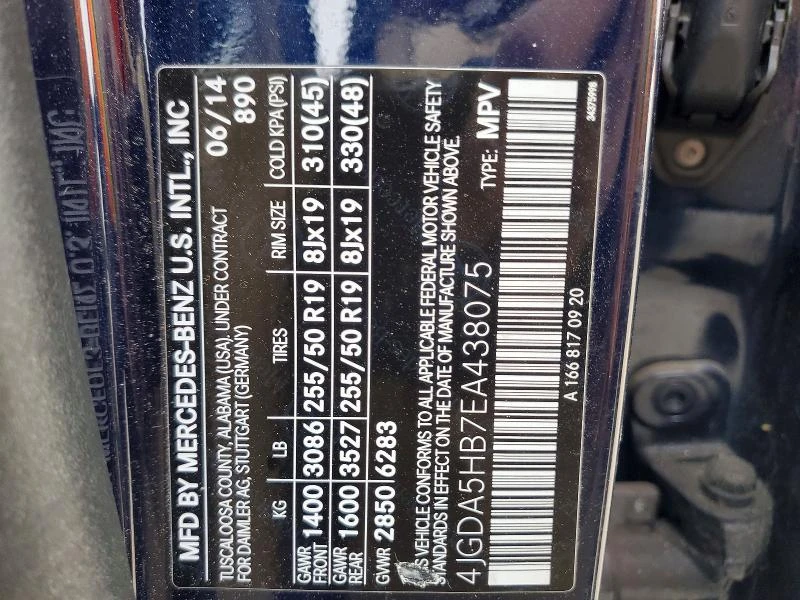 MFD BY MERCEDES-BENZ U.S. INTL., INC
TUSCALOOSA COUNTY, ALABAMA (USA), UNDER CONTRACT 06/14
FOR DAIMLER AG, STUTTGART (GERMANY) 890
KG LB TIRES RIM SIZE COLD KPA(PSI)
GAWR FRONT 1400 3086 255/50 R19 8Jx19 310(45)
GAWR REAR 1600 3527 255/50 R19 8Jx19 330(48)
GVWR 2850 6283
VEHICLE CONFORMS TO ALL APPLICABLE FEDERAL MOTOR VEHICLE SAFETY
STANDARDS IN EFFECT ON THE DATE OF MANUFACTURE SHOWN ABOVE.
4JGDA5HB7EA438075 TYPE: MPV
A 166 817 09 20